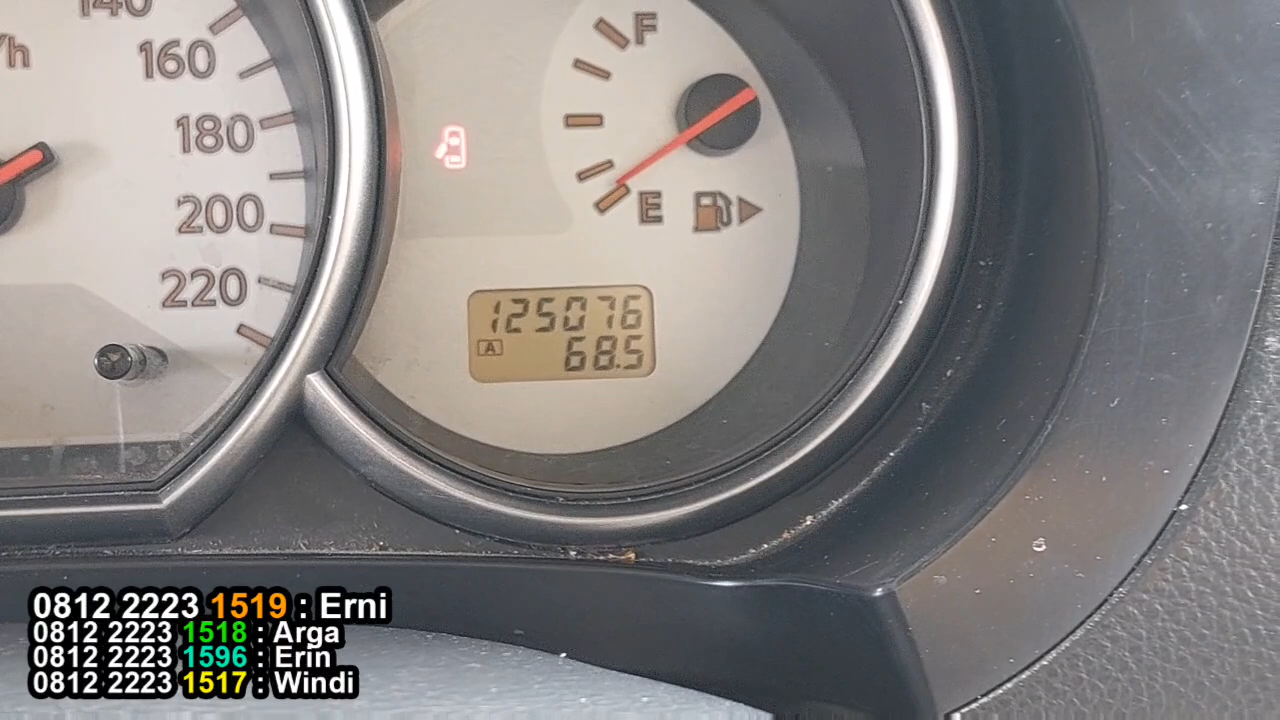 140
/h
160
180
200
220
F
E
125076
A 68.5
0812 2223 1519 : Erni
0812 2223 1518 : Arga
0812 2223 1596 : Erin
0812 2223 1517 : Windi